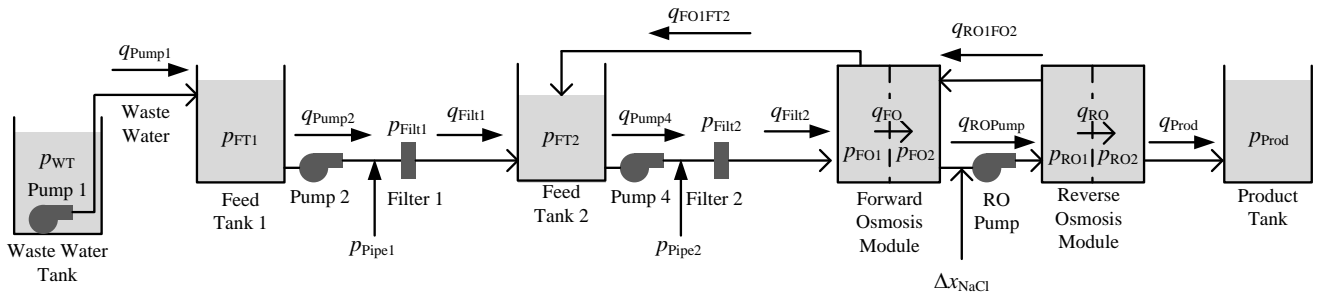 qFO1FT2
qRO1FO2
qPump1
Waste
Water
pWT
Pump 1
Waste Water
Tank
pFT1
Feed
Tank 1
qPump2
Pump 2
pFilt1
Filter 1
pPipe1
qFilt1
pFT2
Feed
Tank 2
qPump4
Pump 4
pFilt2
Filter 2
pPipe2
qFilt2
qFO
pFO1
pFO2
Forward
Osmosis
Module
qROPump
RO
Pump
ΔxNaCl
qRO
pRO1
pRO2
Reverse
Osmosis
Module
qProd
pProd
Product
Tank